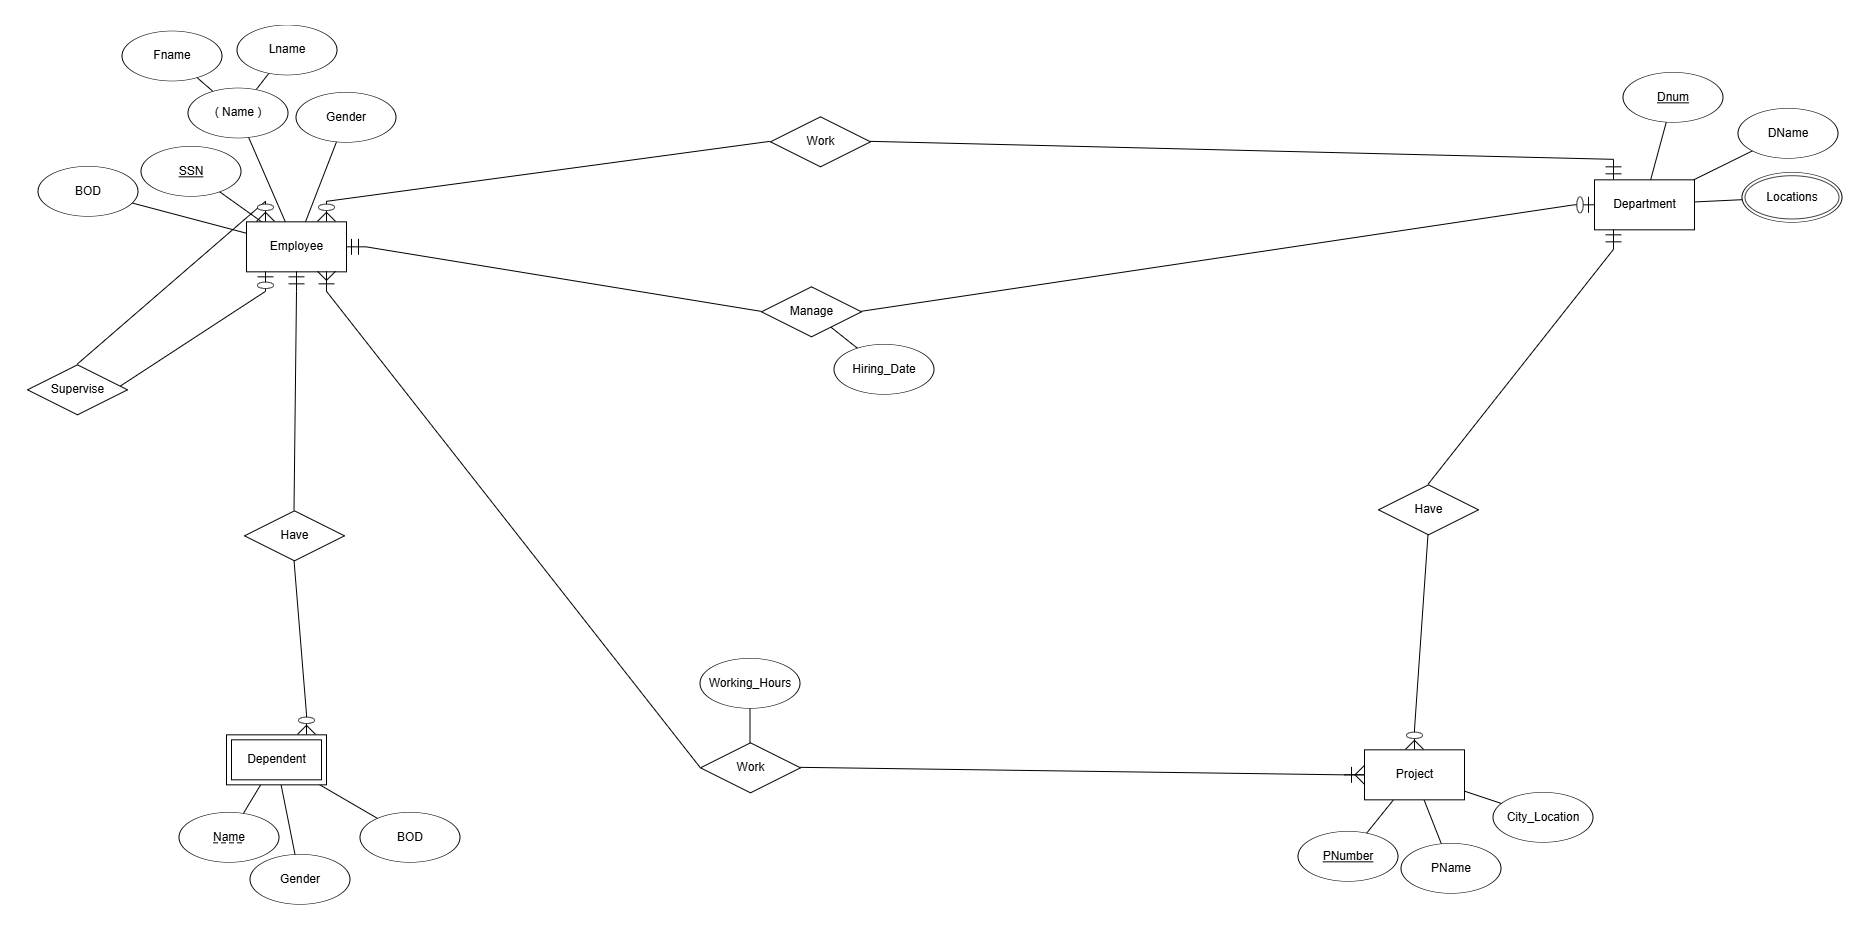 Fname
Lname
( Name )
Gender
SSN
BOD
Employee
Work
Dnum
DName
Locations
Department
Manage
Hiring_Date
Supervise
Have
Have
Working_Hours
Work
Dependent
Name
Gender
BOD
Project
City_Location
PNumber
PName